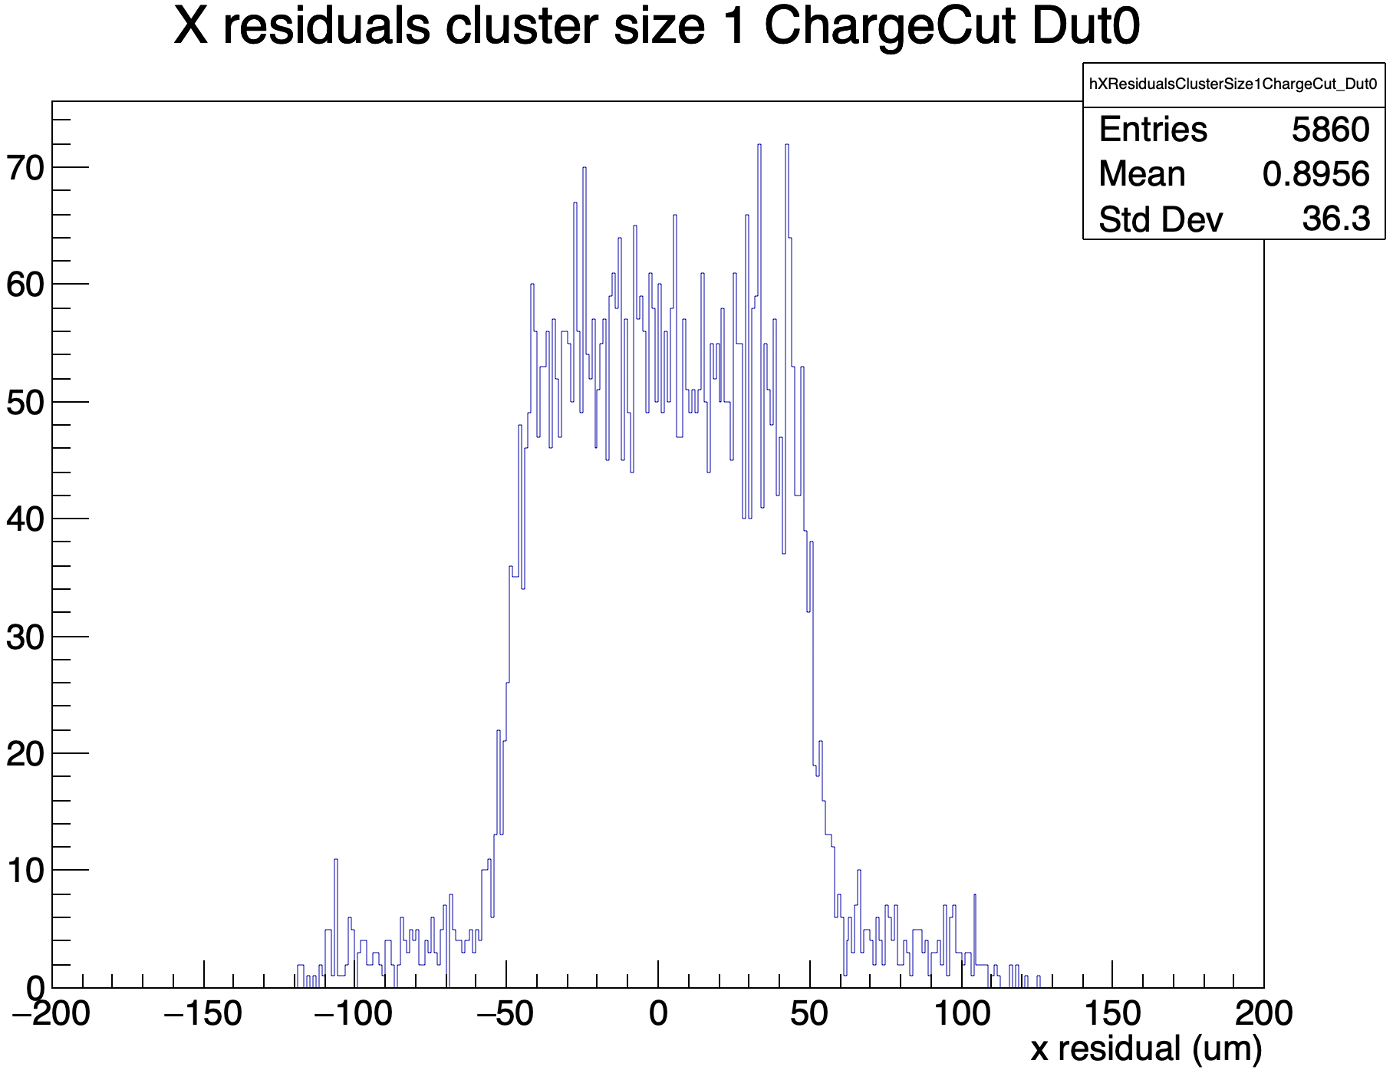 X residuals cluster size 1 ChargeCut Dut0
hXResidualsClusterSize1ChargeCut_Dut0
Entries 5860
Mean 0.8956
Std Dev 36.3
70
60
50
40
30
20
10
0
−200 −150 −100 −50 0 50 100 150 200
x residual (um)